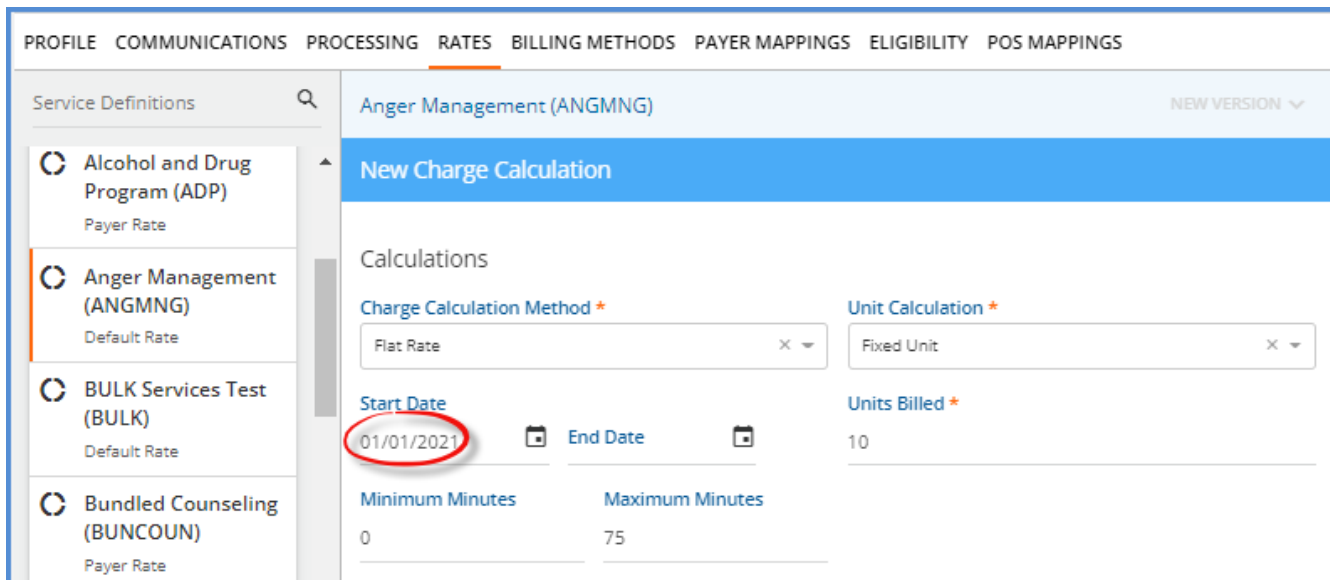 PROFILE COMMUNICATIONS PROCESSING RATES BILLING METHODS PAYER MAPPINGS ELIGIBILITY POS MAPPINGS
Service Definitions
Alcohol and Drug
Program (ADP)
Payer Rate
Anger Management
(ANGMNG)
Default Rate
BULK Services Test
(BULK)
Default Rate
Bundled Counseling
(BUNCOUN)
Payer Rate
Anger Management (ANGMNG) NEW VERSION
New Charge Calculation
Calculations
Charge Calculation Method * Unit Calculation *
Flat Rate Fixed Unit
Start Date Units Billed *
01/01/2021 End Date 10
Minimum Minutes Maximum Minutes
0 75